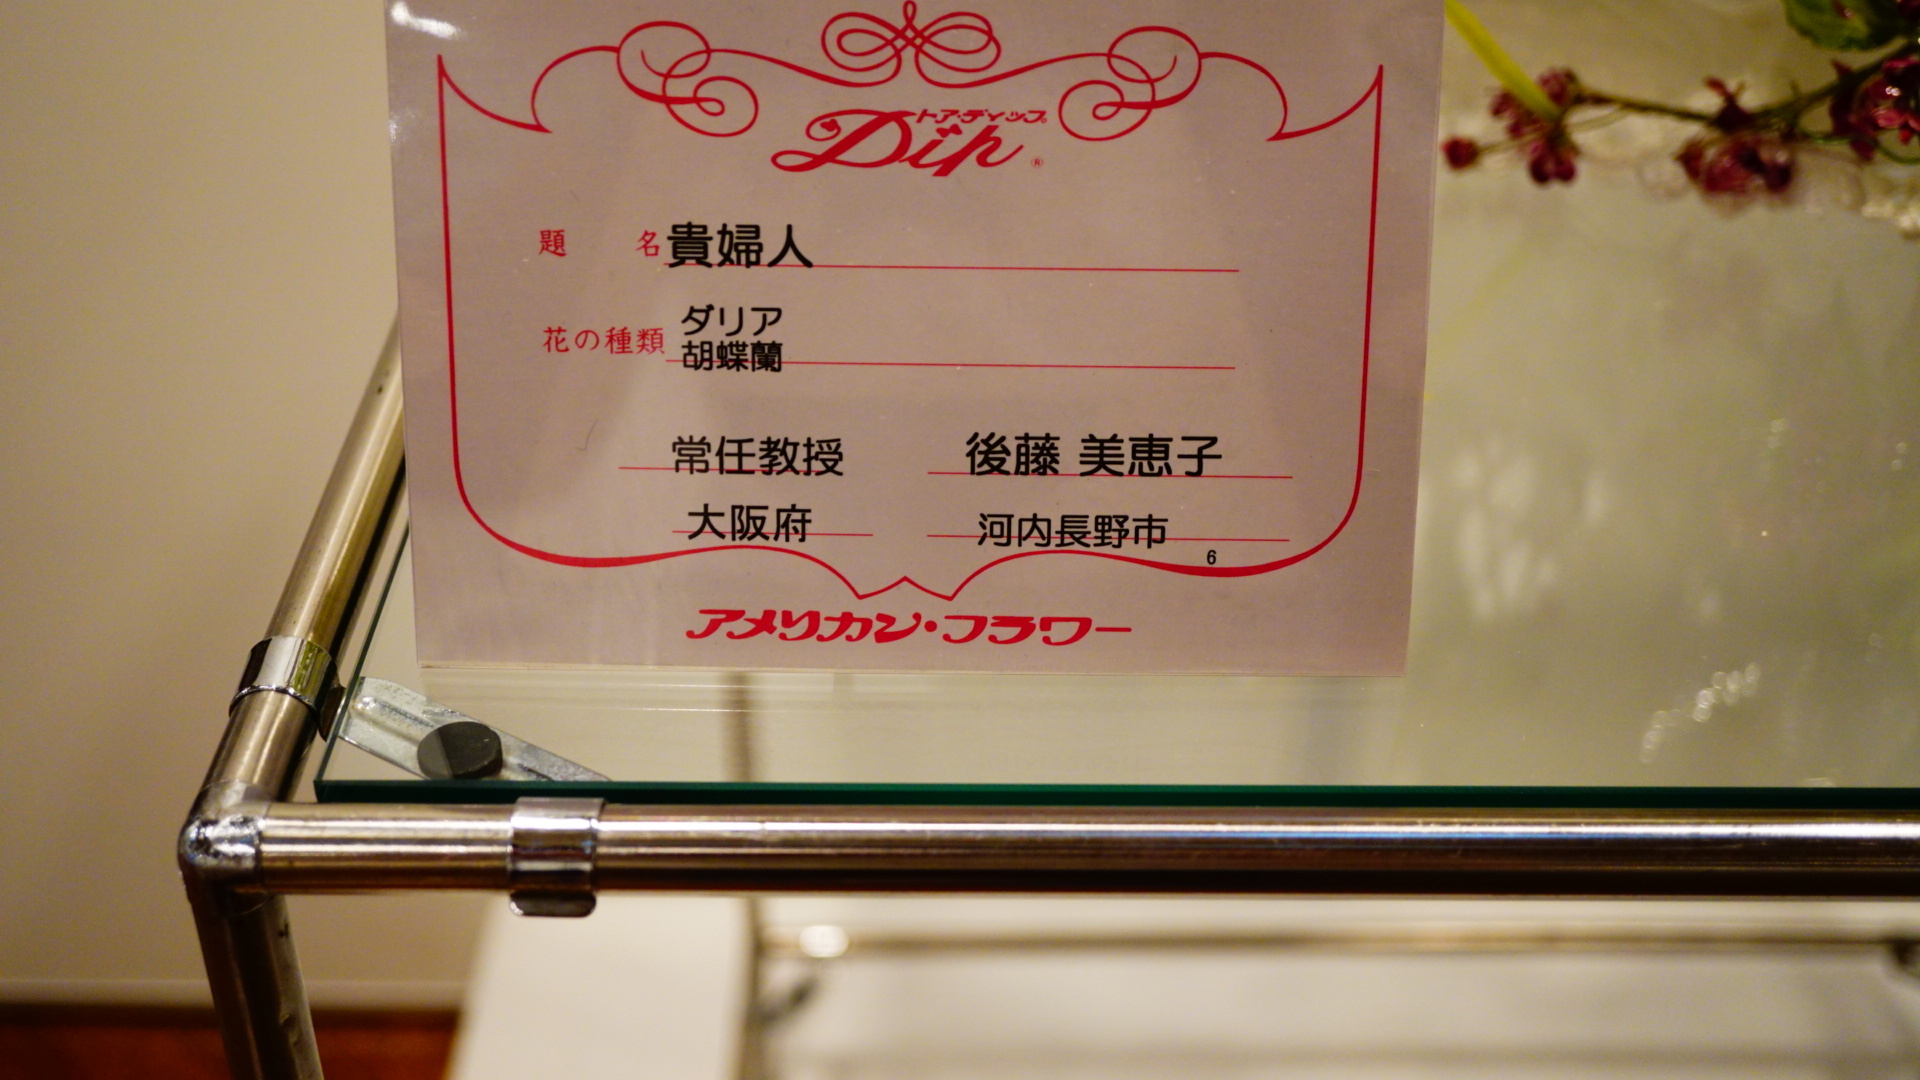 トア・ディップ
Dip ®
題 名 貴婦人
花の種類 ダリア
胡蝶蘭
常任教授 後藤 美恵子
大阪府 河内長野市
6
アメリカン・フラワー